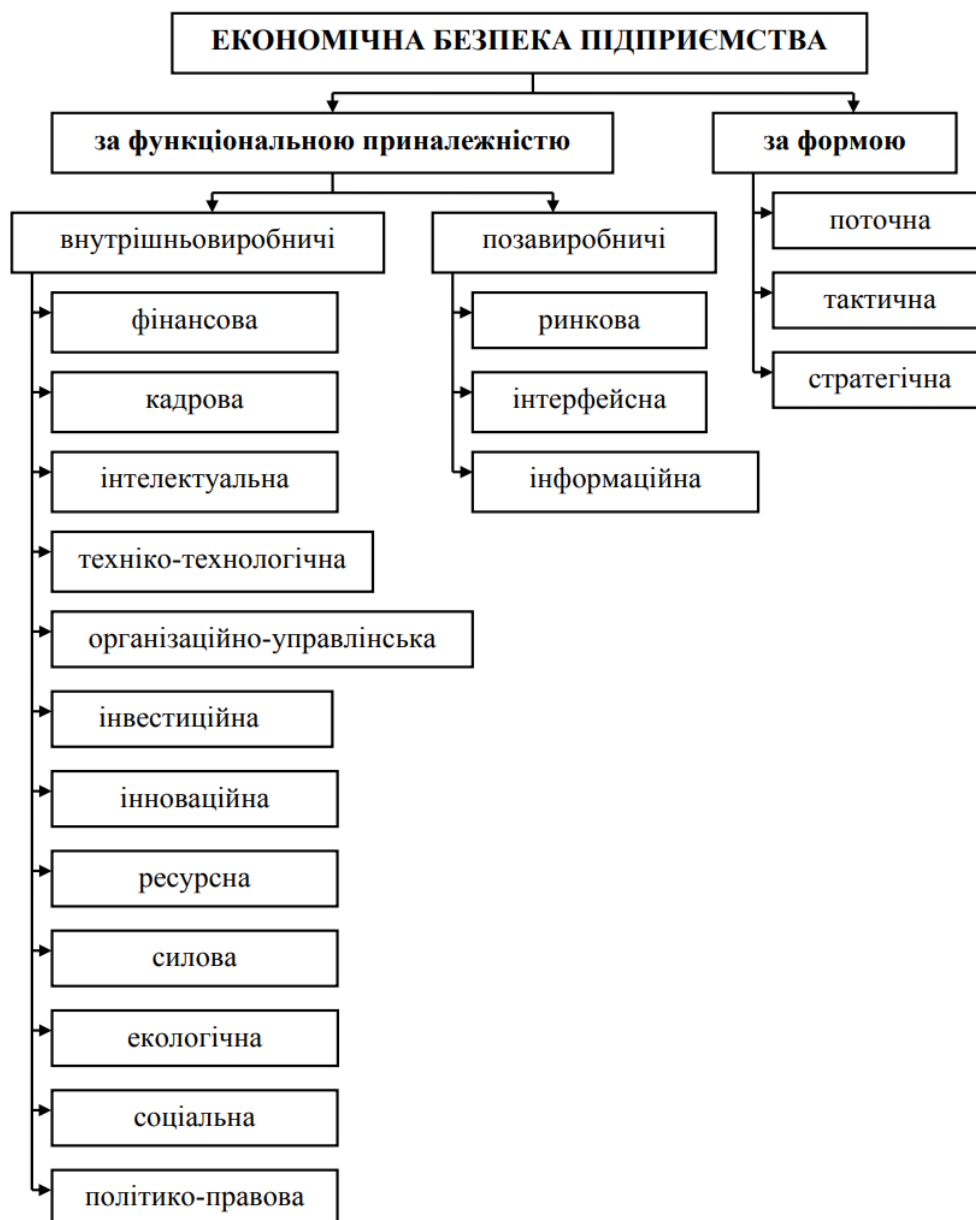 ЕКОНОМІЧНА БЕЗПЕКА ПІДПРИЄМСТВА
за функціональною приналежністю
за формою
внутрішньовиробничі
позавиробничі
поточна
тактична
стратегічна
фінансова
кадрова
інтелектуальна
техніко-технологічна
організаційно-управлінська
інвестиційна
інноваційна
ресурсна
силова
екологічна
соціальна
політико-правова
ринкова
інтерфейсна
інформаційна